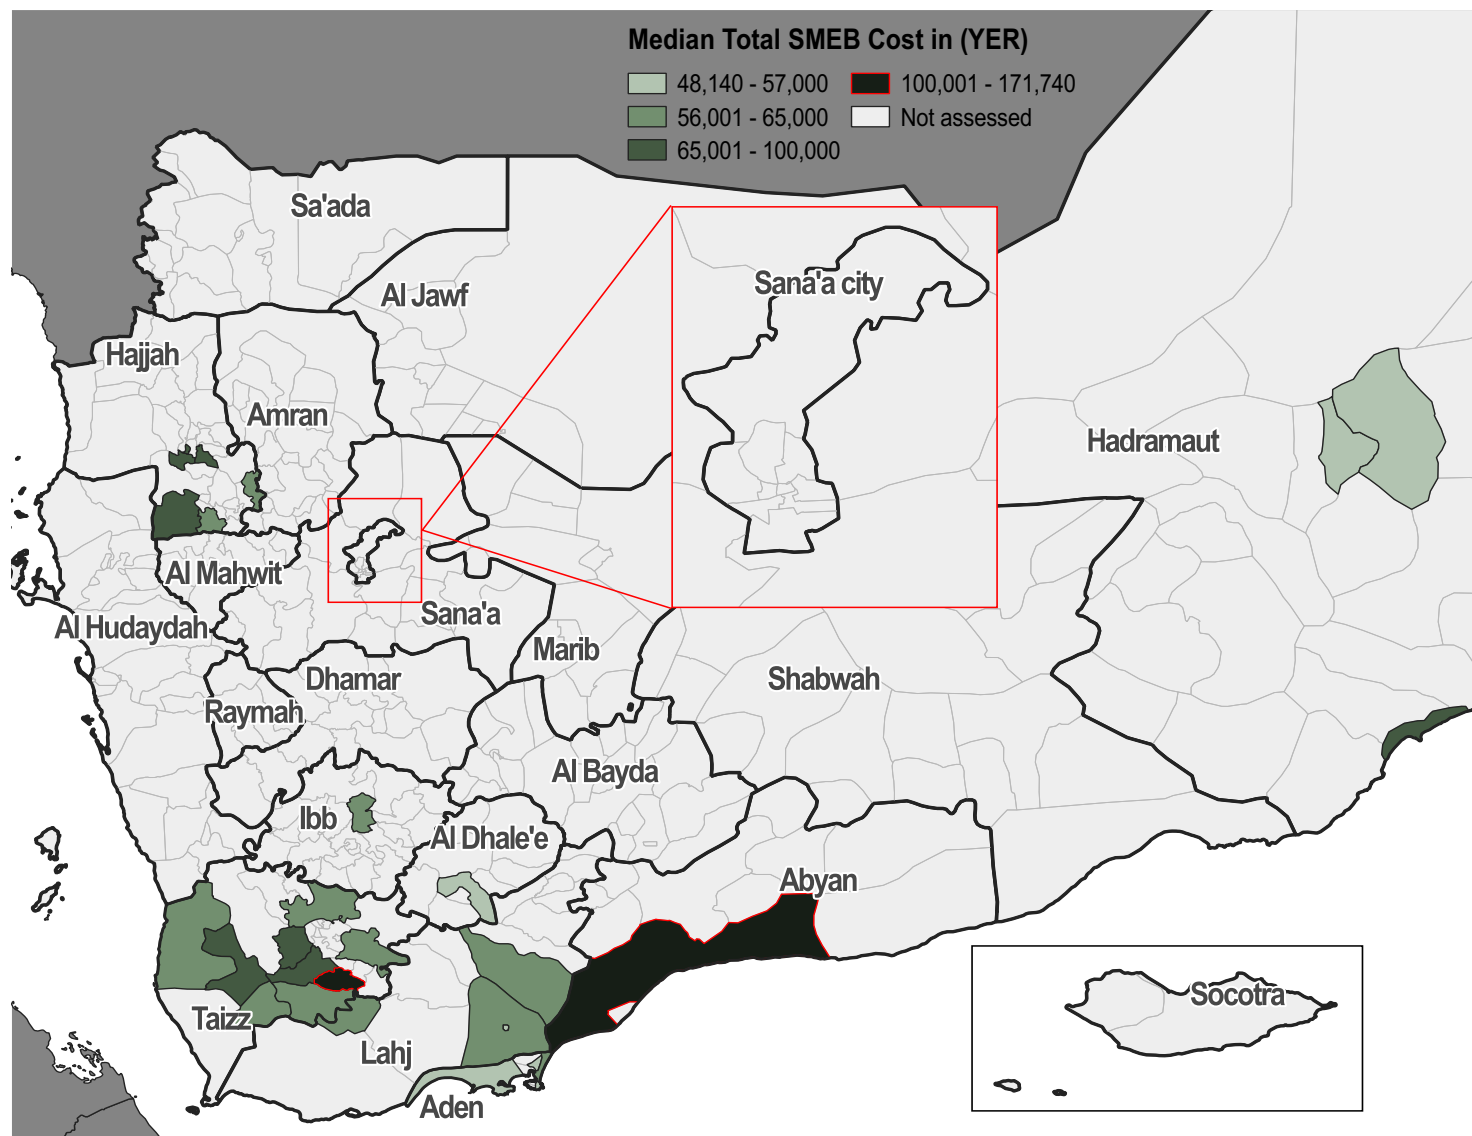 Median Total SMEB Cost in (YER)
48,140 - 57,000
100,001 - 171,740
56,001 - 65,000
Not assessed
65,001 - 100,000
Sa'ada
Al Jawf
Sana'a city
Hajjah
Amran
Hadramaut
Al Mahwit
Sana'a
Al Hudaydah
Marib
Dhamar
Shabwah
Raymah
Al Bayda
Ibb
Al Dhale'e
Abyan
Socotra
Taizz
Lahj
Aden